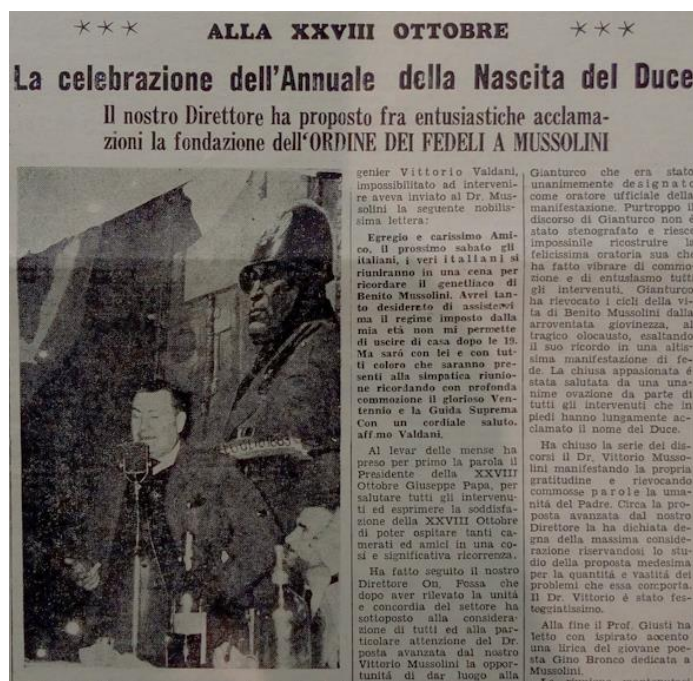 *** ALLA XXVIII OTTOBRE ***
La celebrazione dell'Annuale della Nascita del Duce
Il nostro Direttore ha proposto fra entusiastiche acclama-
zioni la fondazione dell'ORDINE DEI FEDELI A MUSSOLINI
genier Vittorio Valdani,
impossibilitato ad interveni-
re aveva inviato al Dr. Mus-
solini la seguente nobilis-
sima lettera:
Egregio e carissimo Ami-
co, il prossimo sabato gli
italiani, i veri italiani si
riuniranno in una cena per
ricordare il genetliaco di
Benito Mussolini. Avrei tan-
to desidereto di assistervi
ma il regime imposto dalla
mia età non mi permette
di uscire di casa dopo le 19.
Ma saró con lei e con tut-
ti coloro che saranno pre-
senti alla simpatica riunio-
ne ricordando con profonda
commozione il glorioso Ven-
tennio e la Guida Suprema
Con un cordiale saluto,
aff.mo Valdani.
Al levar delle mense ha
preso per primo la parola il
Presidente della XXVIII
Ottobre Giuseppe Papa, per
salutare tutti gli intervenu-
ti ed esprimere la soddisfa-
zione della XXVIII Ottobre
di poter ospitare tanti ca-
merati ed amici in una co-
si e significativa ricorrenza.
Ha fatto seguito il nostro
Direttore On. Fossa che
dopo aver rilevato la unitá
e concordia del settore ha
sottoposto alla considera-
zione di tutti ed alla par-
ticolare attenzione del Dr.
posta avanzata dal nostro
Vittorio Mussolini la oppor-
tunitá di dar luogo alla
Gianturco che era stato
unanimemente designato
come oratore ufficiale della
manifestazione. Purtroppo il
discorso di Gianturco non é
stato stenografato e riesce
impossinile ricostruire la
felicissima oratoria sua che
ha fatto vibrare di commo-
zione e di entusiasmo tutti
gli intervenuti. Gianturco
ha rievocato i cicli della vi-
ta di Benito Mussolini dalla
arroventata giovinezza, al
tragico olocausto, esaltando
il suo ricordo in una altis-
sima manifestazione di fe-
de. La chiusa appasionata é
stata salutata da una una-
nime ovazione da parte di
tutti gli intervenuti che in
piedi hanno lungamente ac-
clamato il nome del Duce.
Ha chiuso la serie dei di-
scorsi il Dr. Vittorio Musso-
lini manifestando la propria
gratitudine e rievocando
commosse parole la uma-
nitá del Padre. Circa la pro-
posta avanzata dal nostro
Direttore la ha dichiata de-
gna della massima conside-
razione riservandosi lo stu-
dio della proposta medesima
per la quantitá e vastitá dei
problemi che essa comporta.
Il Dr. Vittorio é stato fes-
teggiatissimo.
Alla fine il Prof. Giusti ha
letto con ispirato accento
una lirica del giovane poe-
sta Gino Bronco dedicata a
Mussolini.